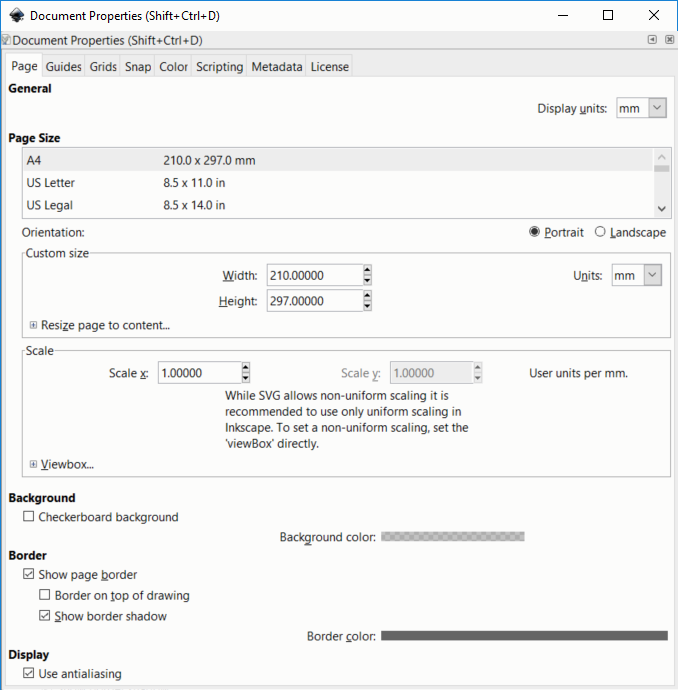 Document Properties (Shift+Ctrl+D)
Document Properties (Shift+Ctrl+D)
Page Guides Grids Snap Color Scripting Metadata License
General
Display units: mm
Page Size
A4 210.0 x 297.0 mm
US Letter 8.5 x 11.0 in
US Legal 8.5 x 14.0 in
Orientation: Portrait Landscape
Custom size
Width: 210.00000 Units: mm
Height: 297.00000
Resize page to content...
Scale
Scale x: 1.00000 Scale y: 1.00000 User units per mm.
While SVG allows non-uniform scaling it is
recommended to use only uniform scaling in
Inkscape. To set a non-uniform scaling, set the
'viewBox' directly.
Viewbox...
Background
Checkerboard background
Background color:
Border
Show page border
Border on top of drawing
Show border shadow
Border color:
Display
Use antialiasing